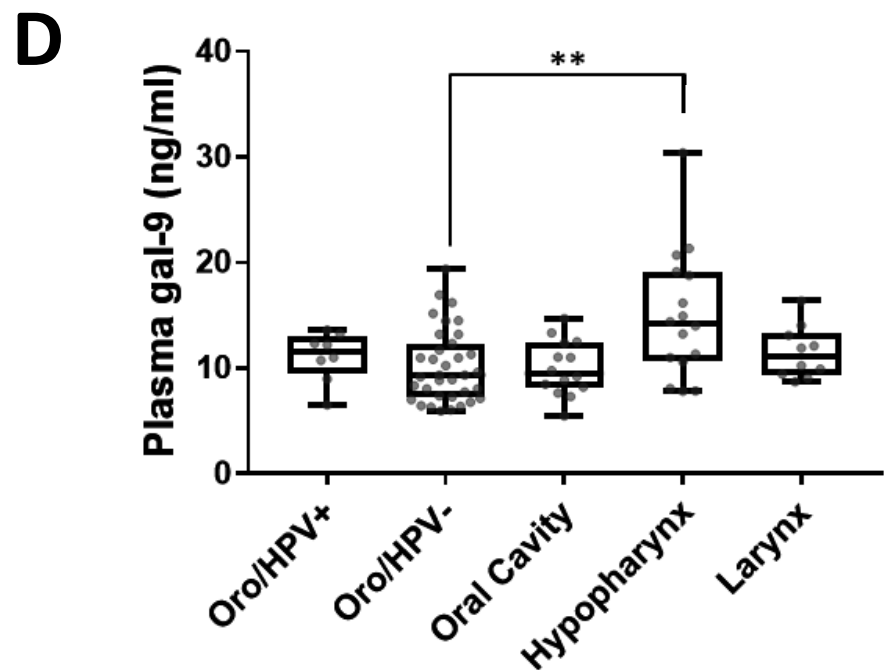 D
Plasma gal-9 (ng/ml)
40
30
20
10
0
**
Oro/HPV+
Oro/HPV-
Oral Cavity
Hypopharynx
Larynx